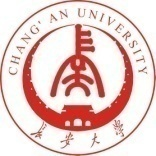 CHANG' AN UNIVERSITY
长安大学